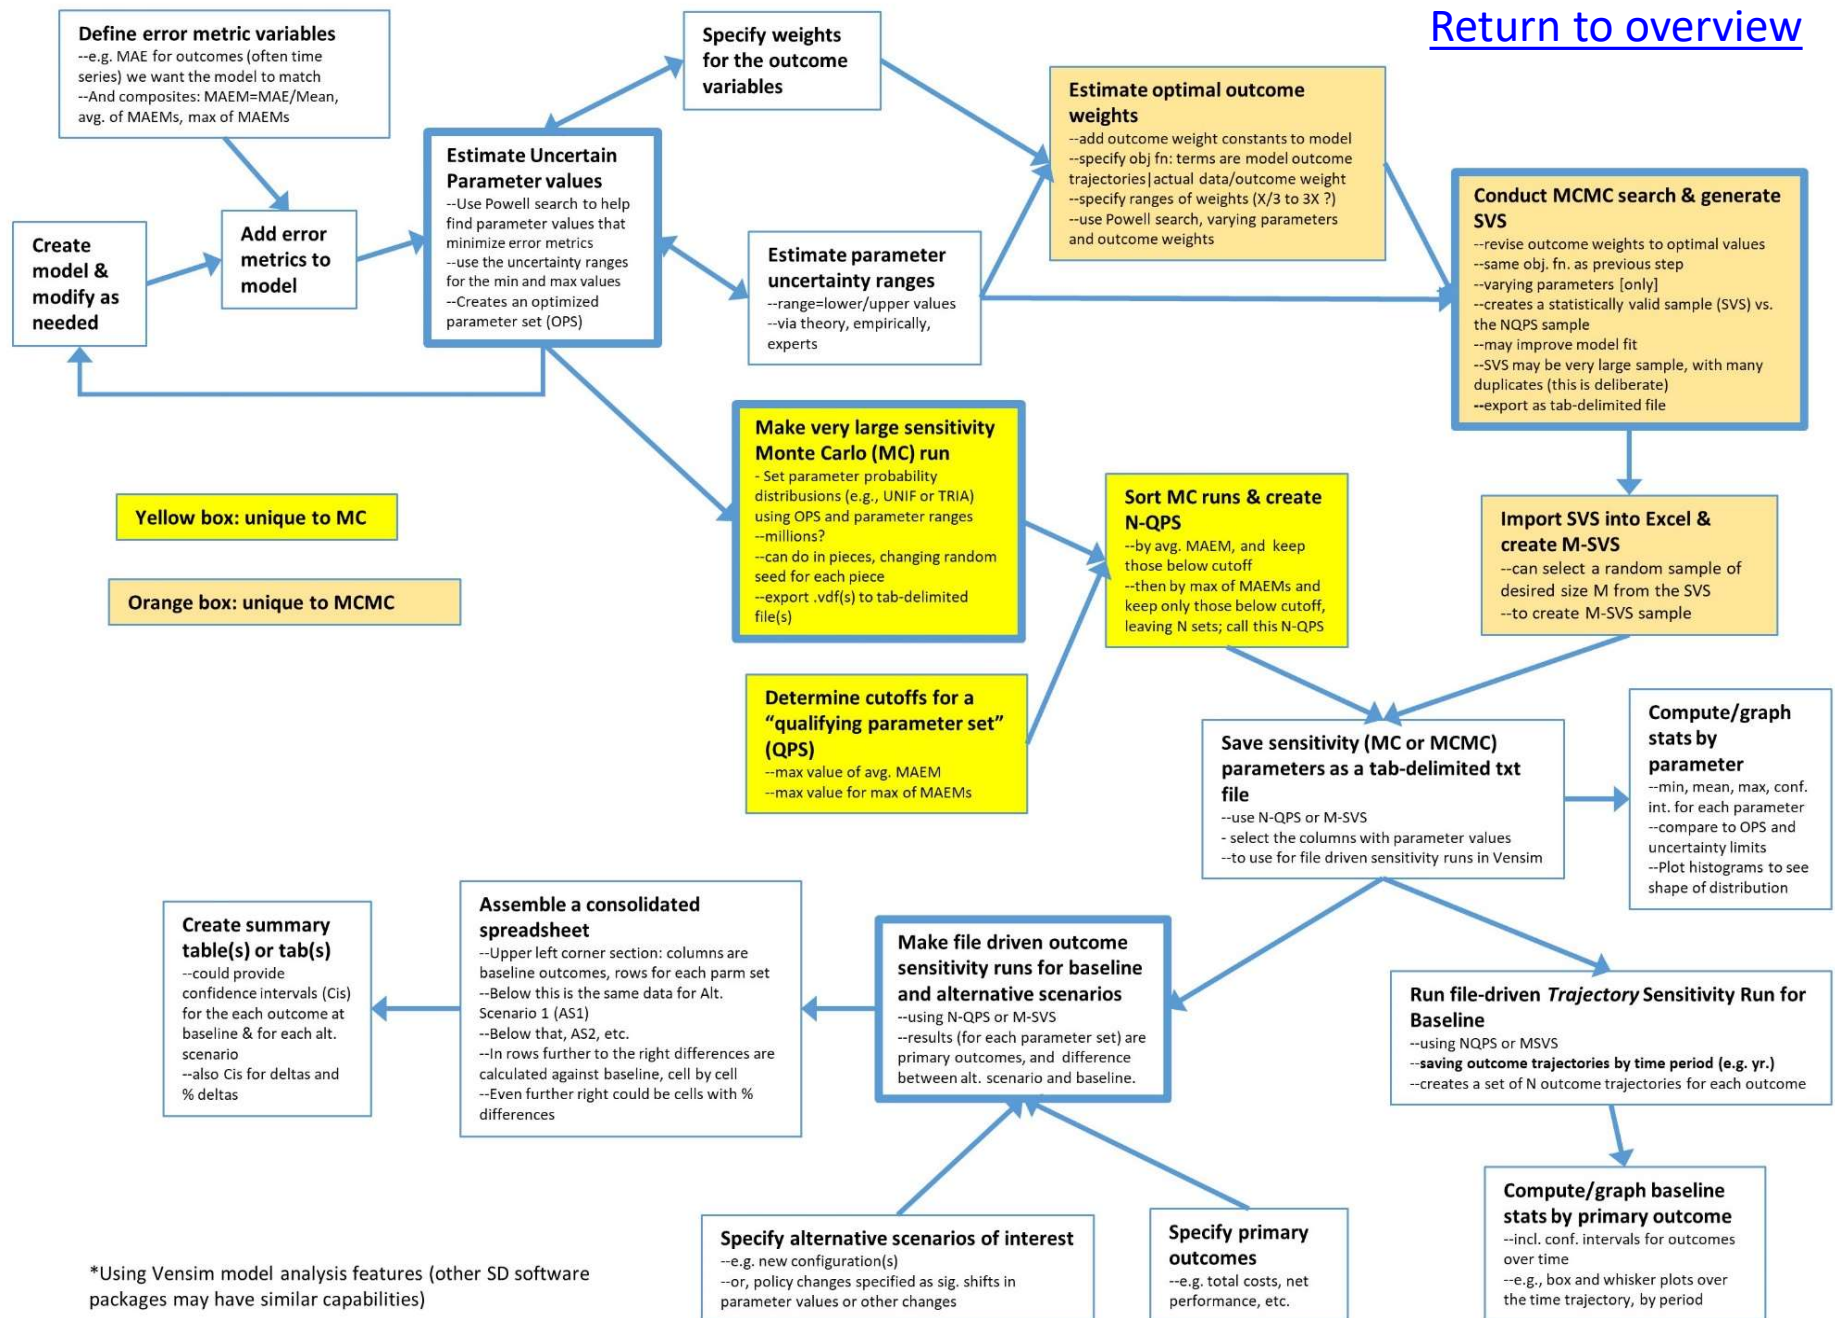 Return to overview
Define error metric variables
--e.g. MAE for outcomes (often time
series) we want the model to match
--And composites: MAEM=MAE/Mean,
avg. of MAEMs, max of MAEMs
Specify weights
for the outcome
variables
Estimate optimal outcome
weights
--add outcome weight constants to model
--specify obj fn: terms are model outcome
trajectories|actual data/outcome weight
--specify ranges of weights (X/3 to 3X ?)
--use Powell search, varying parameters
and outcome weights
Create
model &
modify as
needed
Add error
metrics to
model
Estimate Uncertain
Parameter values
--Use Powell search to help
find parameter values that
minimize error metrics
--use the uncertainty ranges
for the min and max values
--Creates an optimized
parameter set (OPS)
Estimate parameter
uncertainty ranges
--range=lower/upper values
--via theory, empirically,
experts
Conduct MCMC search & generate
SVS
--revise outcome weights to optimal values
--same obj. fn. as previous step
--varying parameters [only]
--creates a statistically valid sample (SVS) vs.
the NQPS sample
--may improve model fit
--SVS may be very large sample, with many
duplicates (this is deliberate)
--export as tab-delimited file
Yellow box: unique to MC
Orange box: unique to MCMC
Make very large sensitivity
Monte Carlo (MC) run
- Set parameter probability
distribusions (e.g., UNIF or TRIA)
using OPS and parameter ranges
--millions?
--can do in pieces, changing random
seed for each piece
--export .vdf(s) to tab-delimited
file(s)
Sort MC runs & create
N-QPS
--by avg. MAEM, and keep
those below cutoff
--then by max of MAEMs and
keep only those below cutoff,
leaving N sets; call this N-QPS
Import SVS into Excel &
create M-SVS
--can select a random sample of
desired size M from the SVS
--to create M-SVS sample
Determine cutoffs for a
“qualifying parameter set”
(QPS)
--max value of avg. MAEM
--max value for max of MAEMs
Save sensitivity (MC or MCMC)
parameters as a tab-delimited txt
file
--use N-QPS or M-SVS
- select the columns with parameter values
--to use for file driven sensitivity runs in Vensim
Compute/graph
stats by
parameter
--min, mean, max, conf.
int. for each parameter
--compare to OPS and
uncertainty limits
--Plot histograms to see
shape of distribution
Create summary
table(s) or tab(s)
--could provide
confidence intervals (Cis)
for the each outcome at
baseline & for each alt.
scenario
--also Cis for deltas and
% deltas
Assemble a consolidated
spreadsheet
--Upper left corner section: columns are
baseline outcomes, rows for each parm set
--Below this is the same data for Alt.
Scenario 1 (AS1)
--Below that, AS2, etc.
--In rows further to the right differences are
calculated against baseline, cell by cell
--Even further right could be cells with %
differences
Make file driven outcome
sensitivity runs for baseline
and alternative scenarios
--using N-QPS or M-SVS
--results (for each parameter set) are
primary outcomes, and difference
between alt. scenario and baseline.
Run file-driven Trajectory Sensitivity Run for
Baseline
--using NQPS or MSVS
--saving outcome trajectories by time period (e.g. yr.)
--creates a set of N outcome trajectories for each outcome
Specify alternative scenarios of interest
--e.g. new configuration(s)
--or, policy changes specified as sig. shifts in
parameter values or other changes
Specify primary
outcomes
--e.g. total costs, net
performance, etc.
Compute/graph baseline
stats by primary outcome
--incl. conf. intervals for outcomes
over time
--e.g., box and whisker plots over
the time trajectory, by period
*Using Vensim model analysis features (other SD software
packages may have similar capabilities)